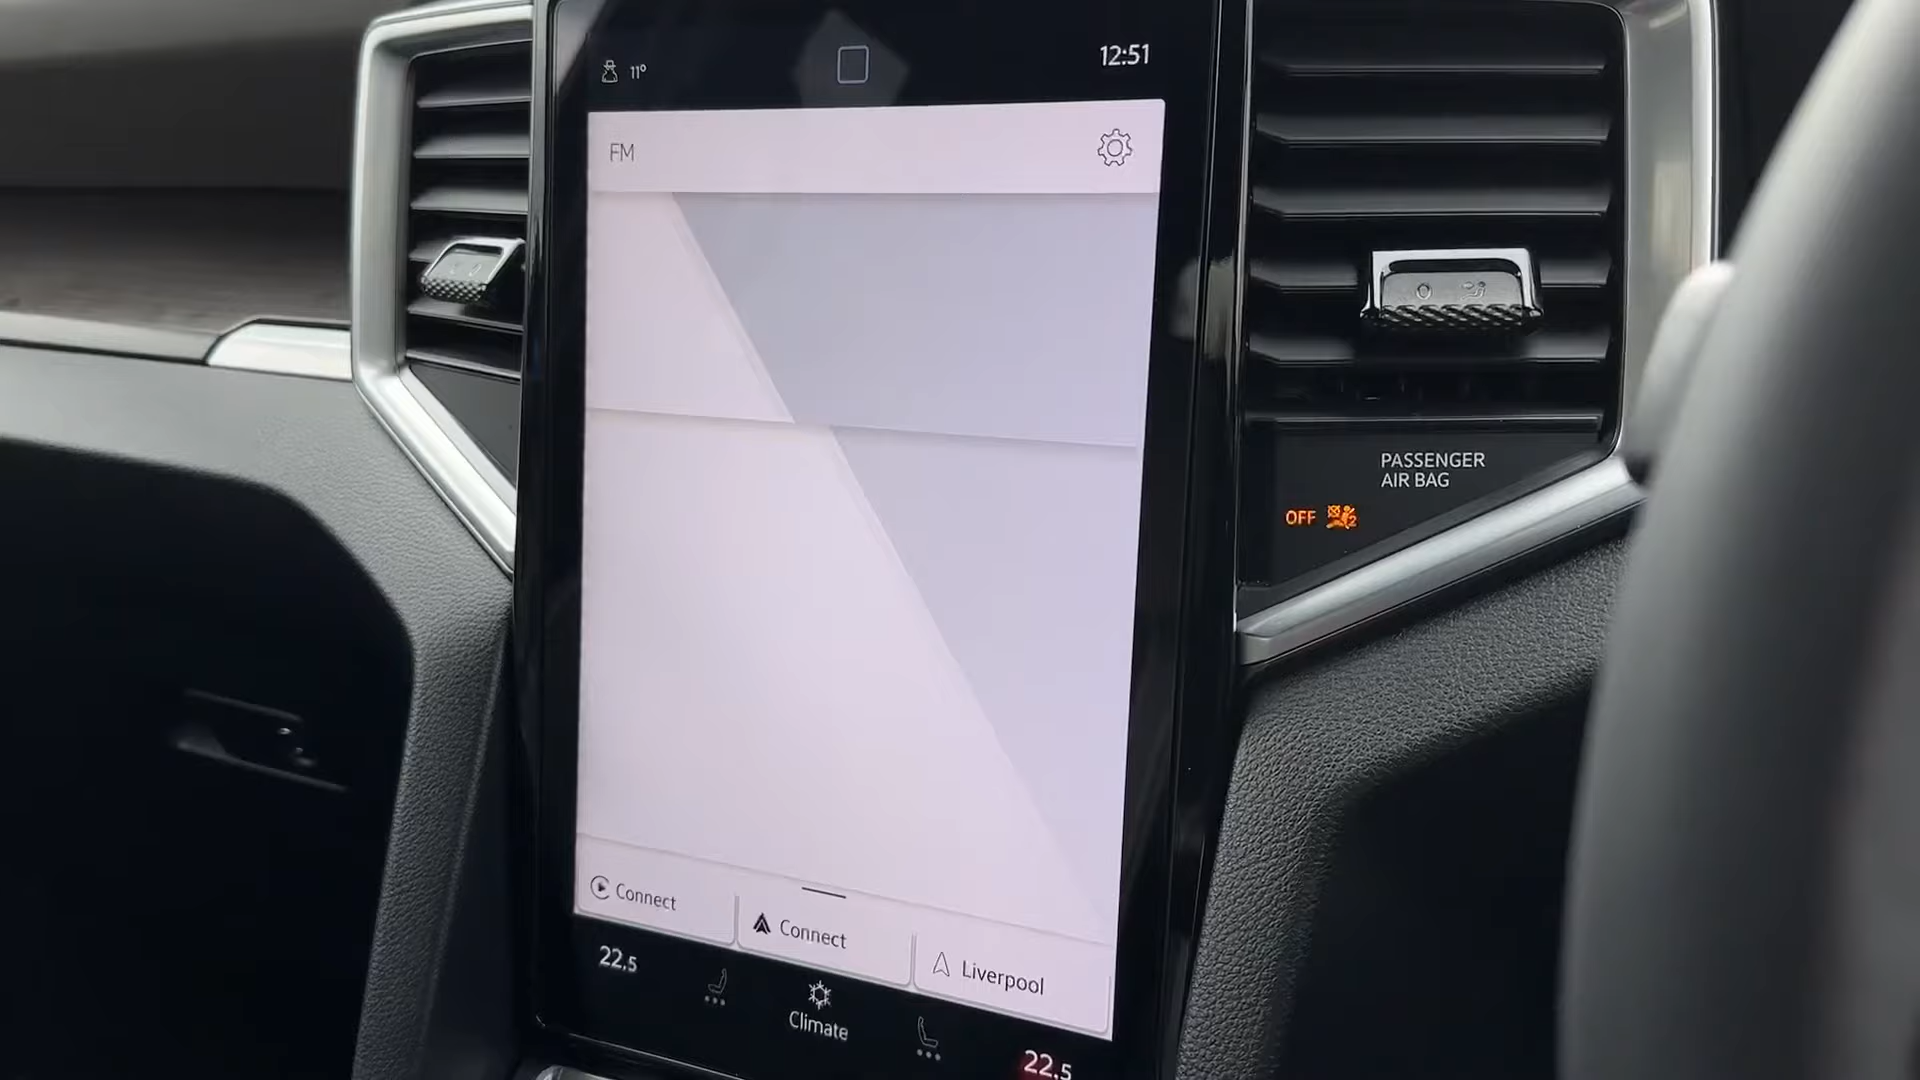 11°
12:51
FM
PASSENGER
AIR BAG
OFF
Connect
Connect
Liverpool
22.5
Climate
22.5